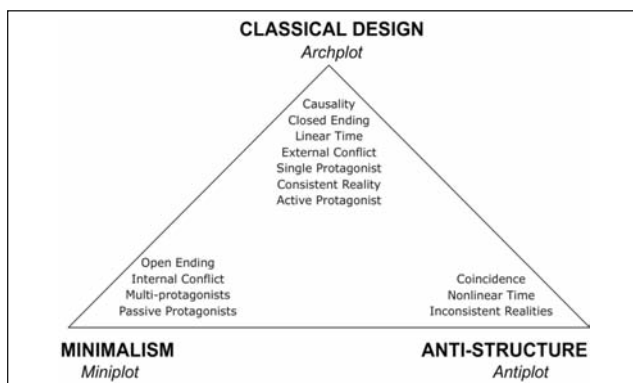 CLASSICAL DESIGN
Archplot
Causality
Closed Ending
Linear Time
External Conflict
Single Protagonist
Consistent Reality
Active Protagonist
Open Ending
Internal Conflict
Multi-protagonists
Passive Protagonists
Coincidence
Nonlinear Time
Inconsistent Realities
MINIMALISM
Miniplot
ANTI-STRUCTURE
Antiplot